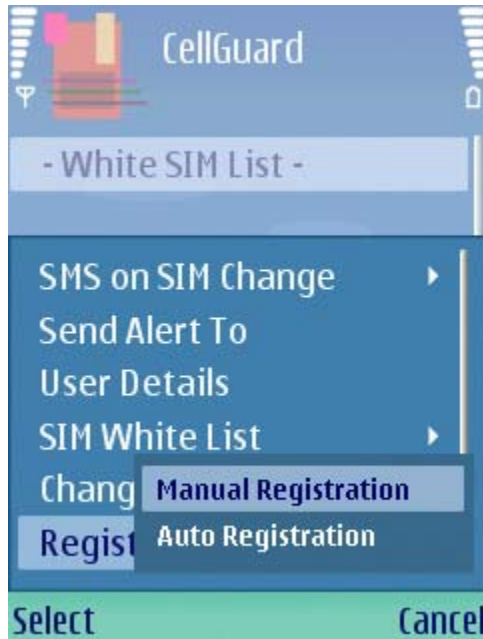 CellGuard
- White SIM List -
SMS on SIM Change
Send Alert To
User Details
SIM White List
Chang
Manual Registration
Regist
Auto Registration
Select
Cancel